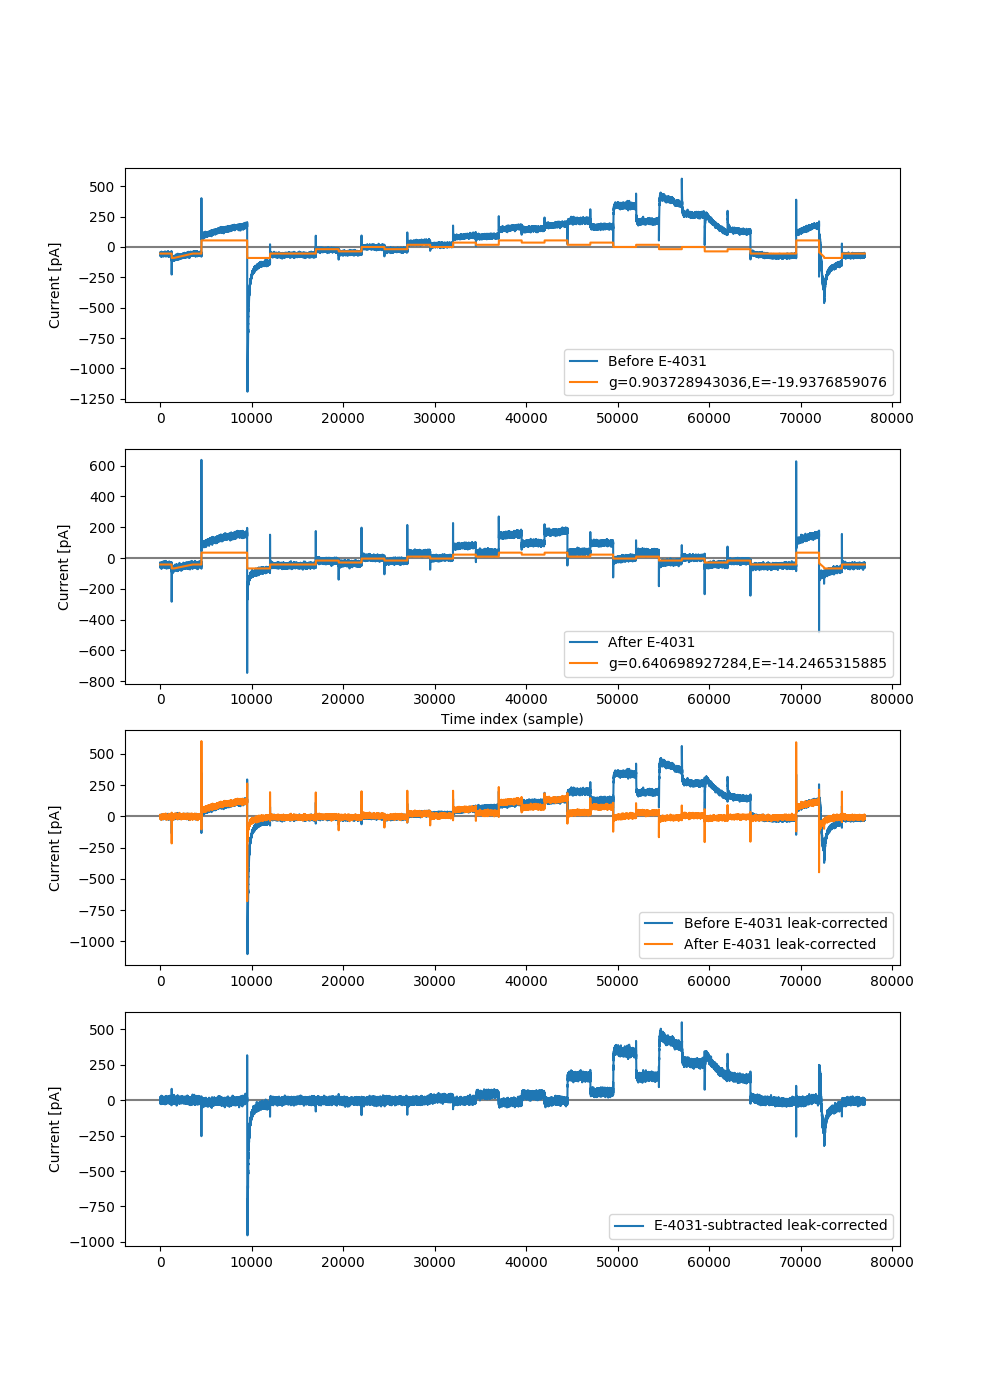 500
250
0
−250
−500
−750
−1000
−1250
Current [pA]
Before E-4031
g=0.903728943036,E=-19.9376859076
0 10000 20000 30000 40000 50000 60000 70000 80000
600
400
200
0
−200
−400
−600
−800
Current [pA]
After E-4031
g=0.640698927284,E=-14.2465315885
0 10000 20000 30000 40000 50000 60000 70000 80000
Time index (sample)
500
250
0
−250
−500
−750
−1000
Current [pA]
Before E-4031 leak-corrected
After E-4031 leak-corrected
0 10000 20000 30000 40000 50000 60000 70000 80000
500
250
0
−250
−500
−750
−1000
Current [pA]
E-4031-subtracted leak-corrected
0 10000 20000 30000 40000 50000 60000 70000 80000